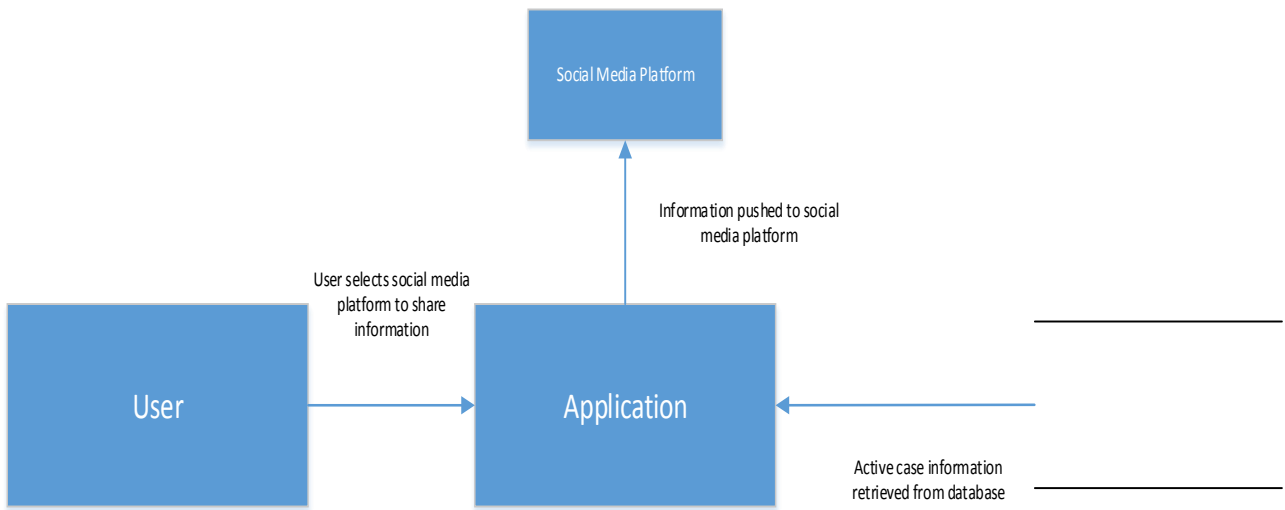 Social Media Platform
Information pushed to social
media platform
User selects social media
platform to share
information
User
Application
Active case information
retrieved from database